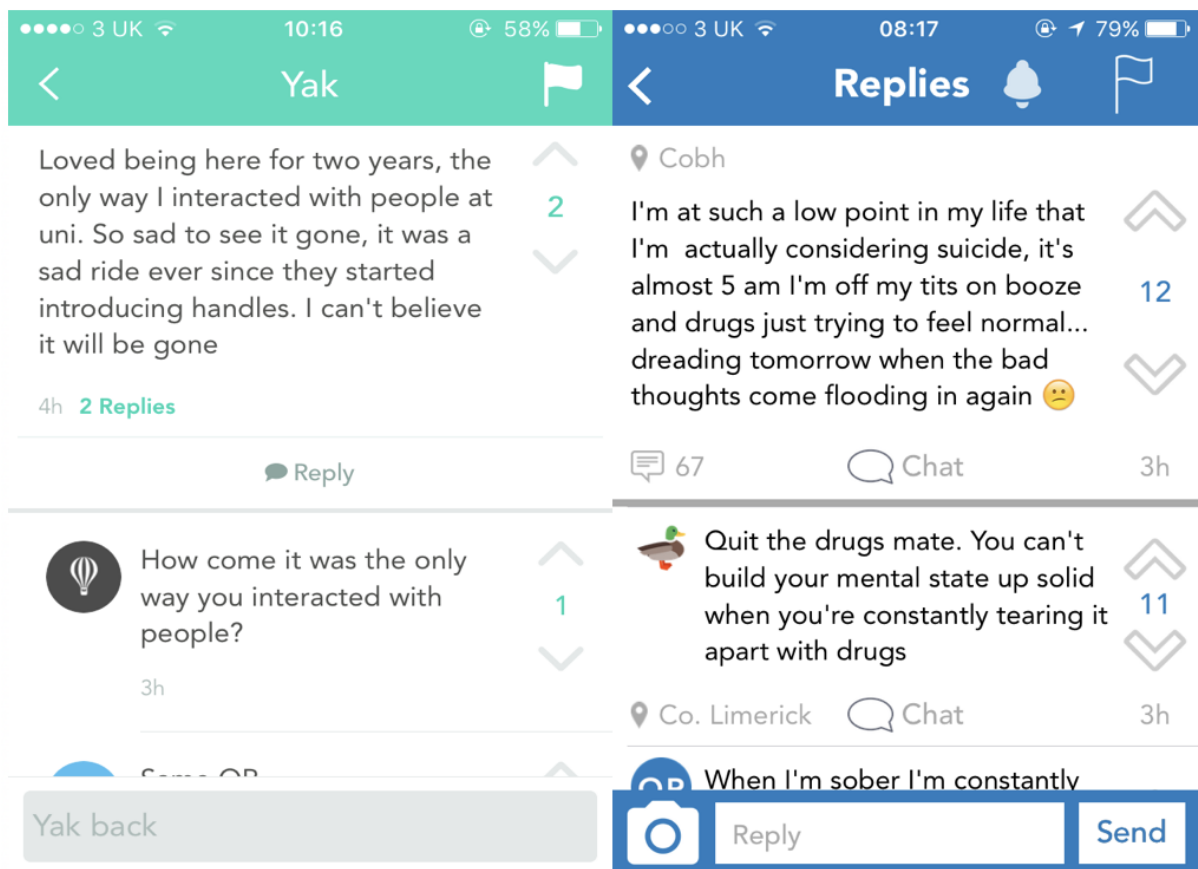 3 UK 10:16 58%
Yak
Loved being here for two years, the
only way I interacted with people at
uni. So sad to see it gone, it was a
sad ride ever since they started
introducing handles. I can't believe
it will be gone
2
4h 2 Replies
Reply
How come it was the only
way you interacted with
people?
1
3h
Same OP
Yak back
3 UK 08:17 79%
Replies
Cobh
I'm at such a low point in my life that
I'm actually considering suicide, it's
almost 5 am I'm off my tits on booze
and drugs just trying to feel normal...
dreading tomorrow when the bad
thoughts come flooding in again 😕
12
67 Chat 3h
Quit the drugs mate. You can't
build your mental state up solid
when you're constantly tearing it
apart with drugs
11
Co. Limerick Chat 3h
OP When I'm sober I'm constantly
Reply Send